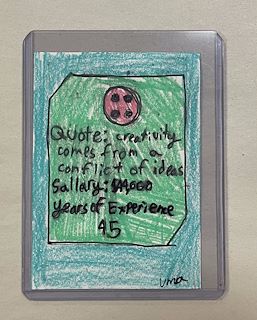 Quote: creativity
comes from a
conflict of ideas
Sallary:
years of Experience
45
uma